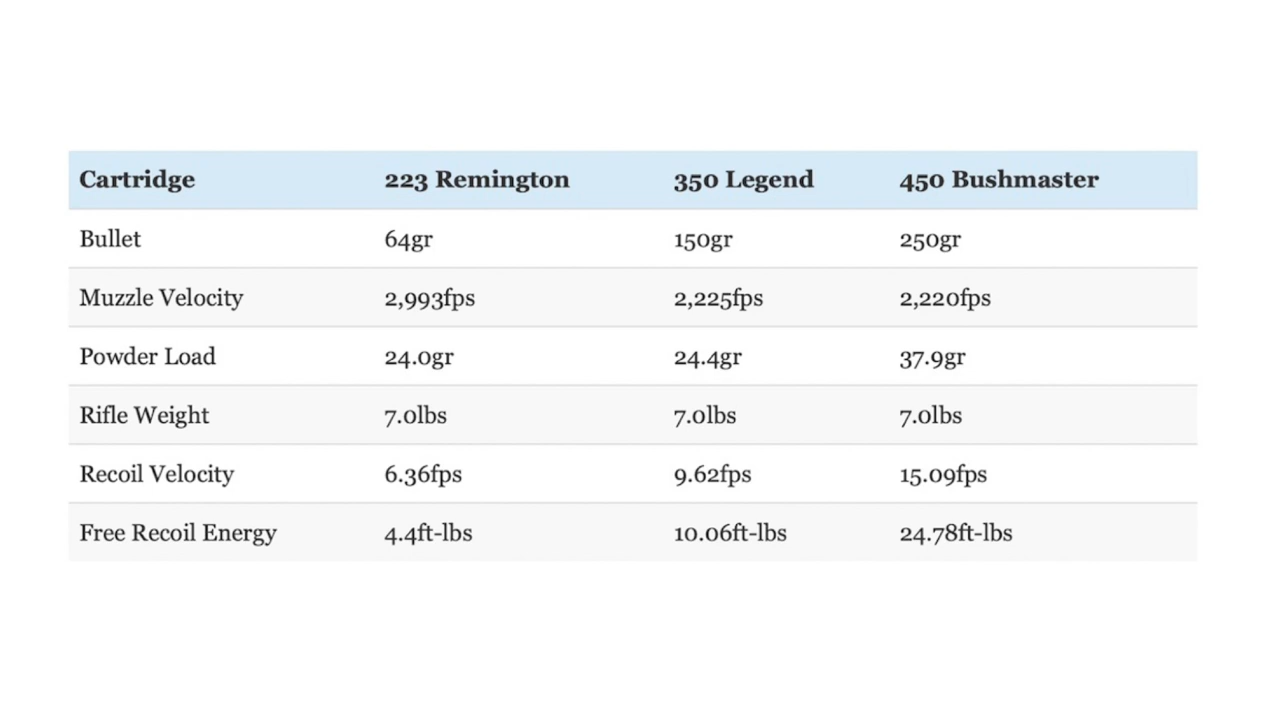 Cartridge 223 Remington 350 Legend 450 Bushmaster
Bullet 64gr 150gr 250gr
Muzzle Velocity 2,993fps 2,225fps 2,220fps
Powder Load 24.0gr 24.4gr 37.9gr
Rifle Weight 7.0lbs 7.0lbs 7.0lbs
Recoil Velocity 6.36fps 9.62fps 15.09fps
Free Recoil Energy 4.4ft-lbs 10.06ft-lbs 24.78ft-lbs